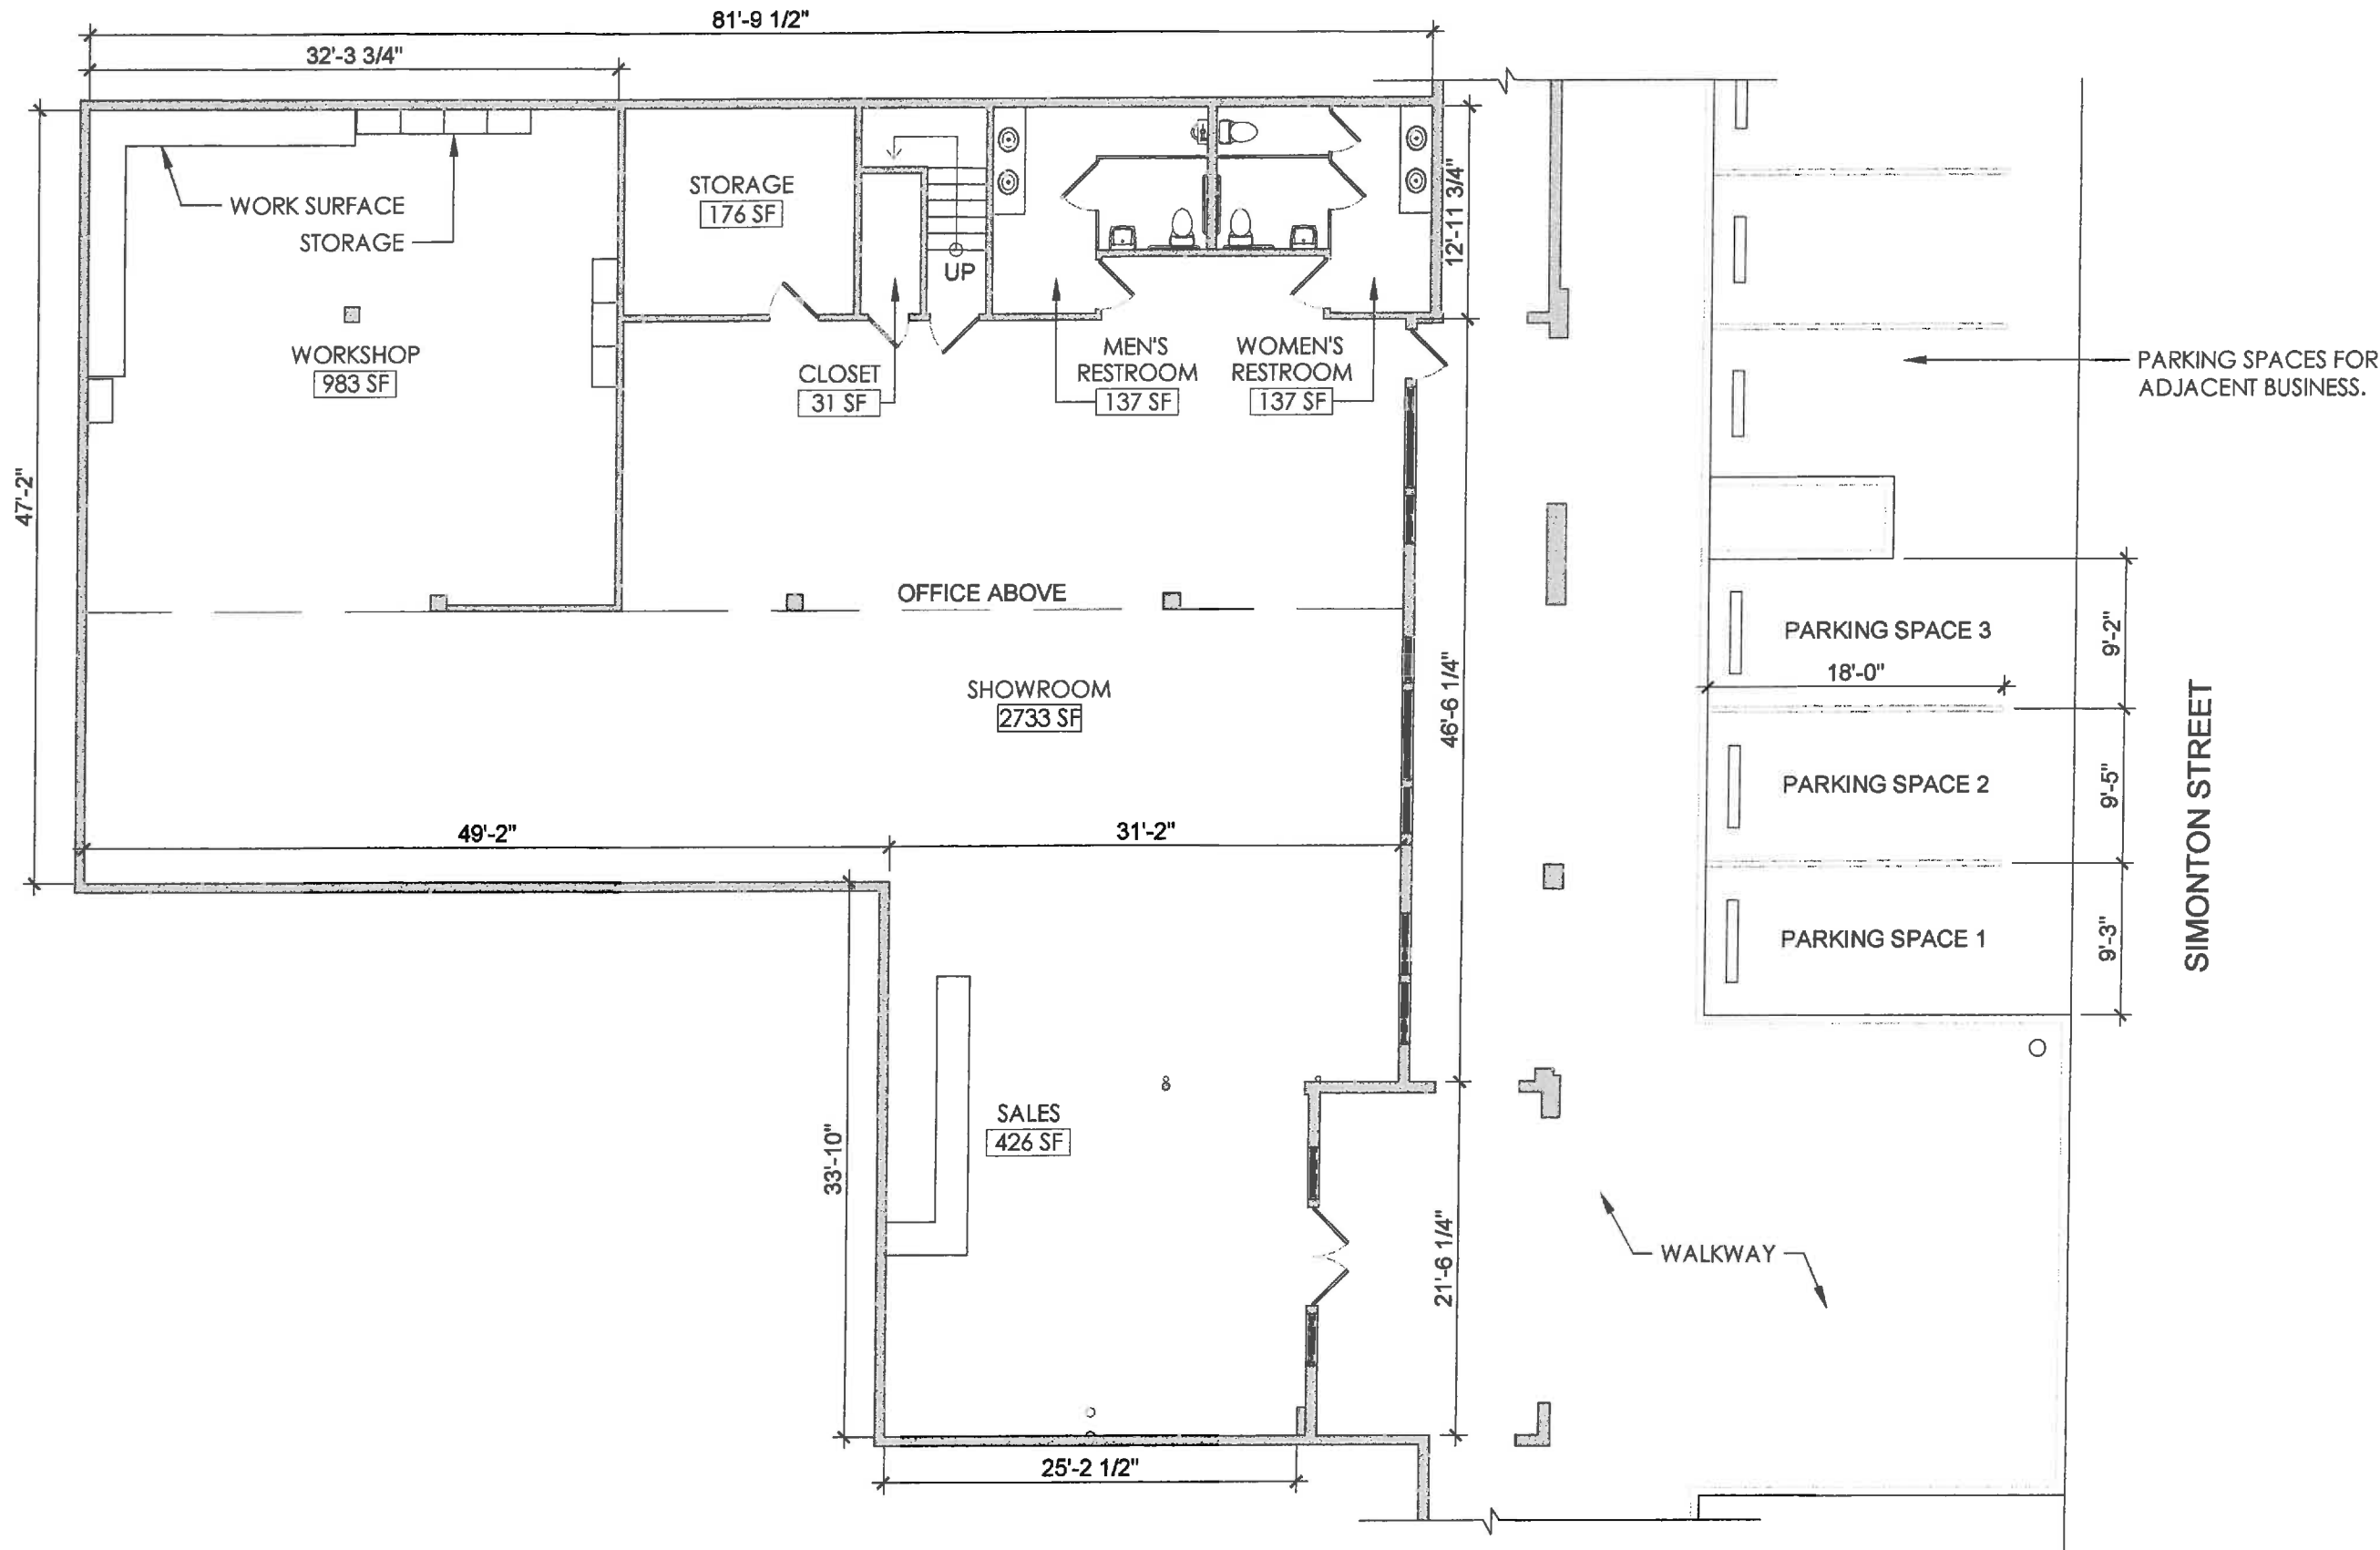 81'-9 1/2"
32'-3 3/4"
47'-2"
WORK SURFACE
STORAGE
STORAGE
176 SF
UP
12'-11 3/4"
WORKSHOP
983 SF
CLOSET
31 SF
MEN'S
RESTROOM
137 SF
WOMEN'S
RESTROOM
137 SF
PARKING SPACES FOR
ADJACENT BUSINESS.
OFFICE ABOVE
SHOWROOM
2733 SF
46'-6 1/4"
PARKING SPACE 3
18'-0"
9'-2"
PARKING SPACE 2
9'-5"
SIMONTON STREET
49'-2"
31'-2"
PARKING SPACE 1
9'-3"
SALES
426 SF
33'-10"
21'-6 1/4"
WALKWAY
25'-2 1/2"